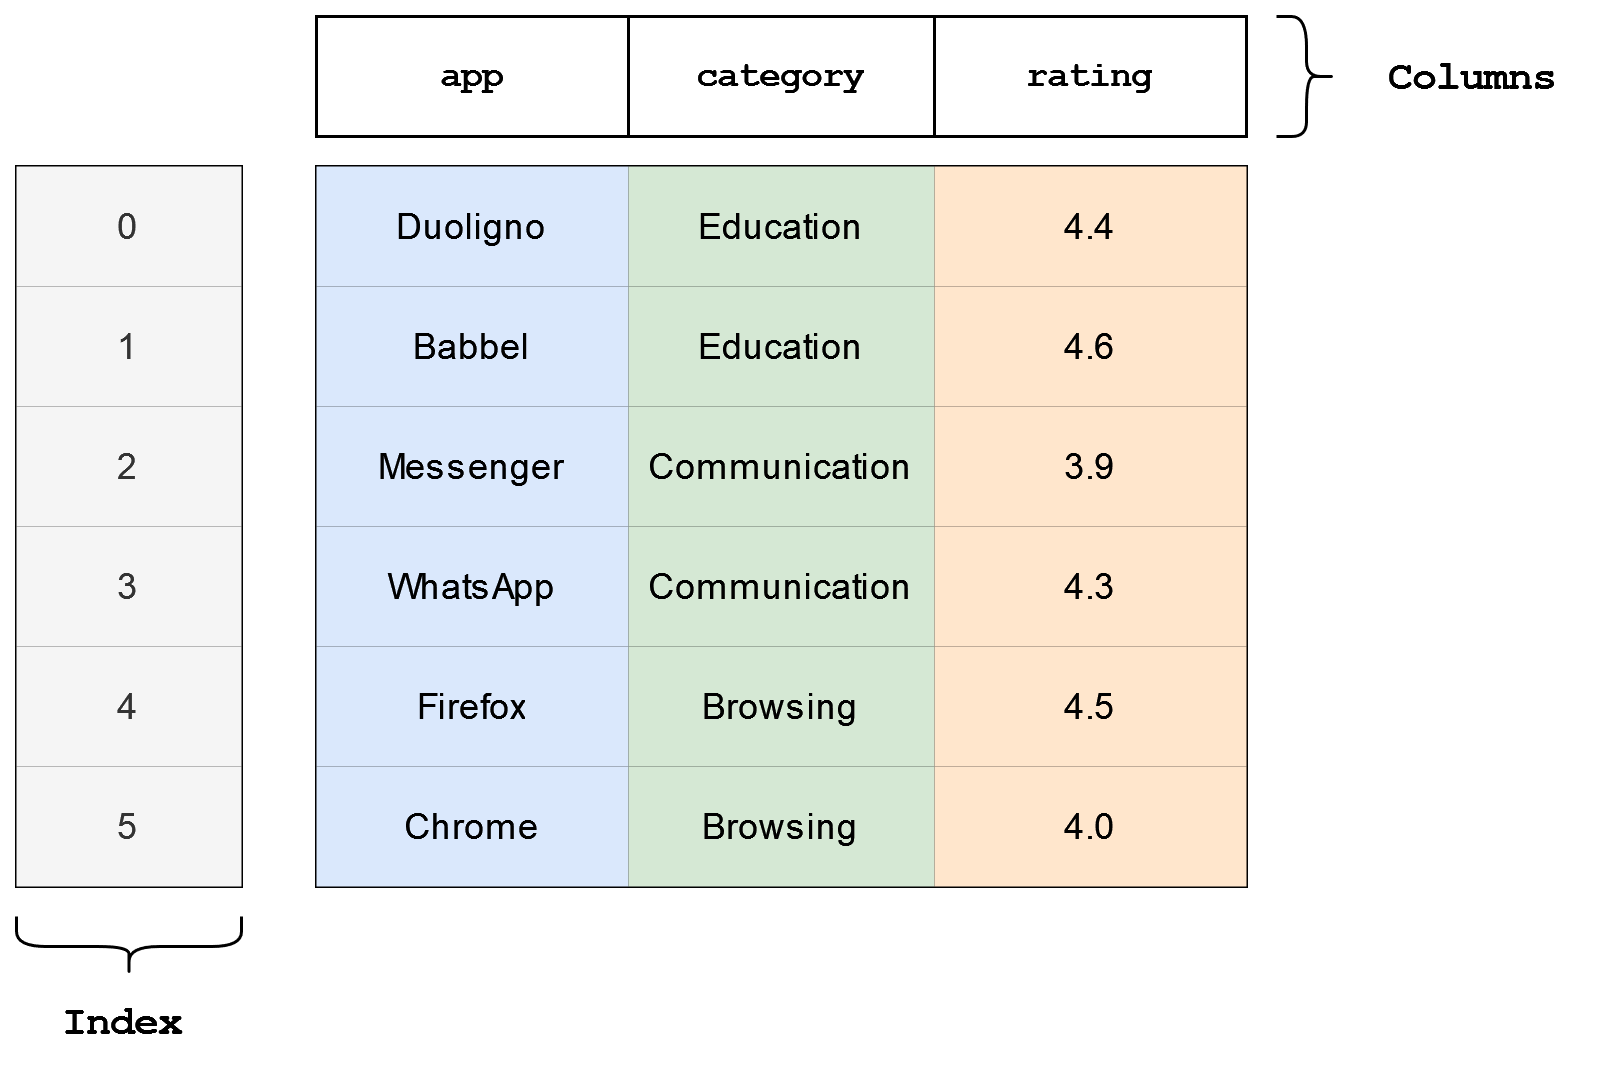 app category rating Columns
0 Duoligno Education 4.4
1 Babbel Education 4.6
2 Messenger Communication 3.9
3 WhatsApp Communication 4.3
4 Firefox Browsing 4.5
5 Chrome Browsing 4.0
Index